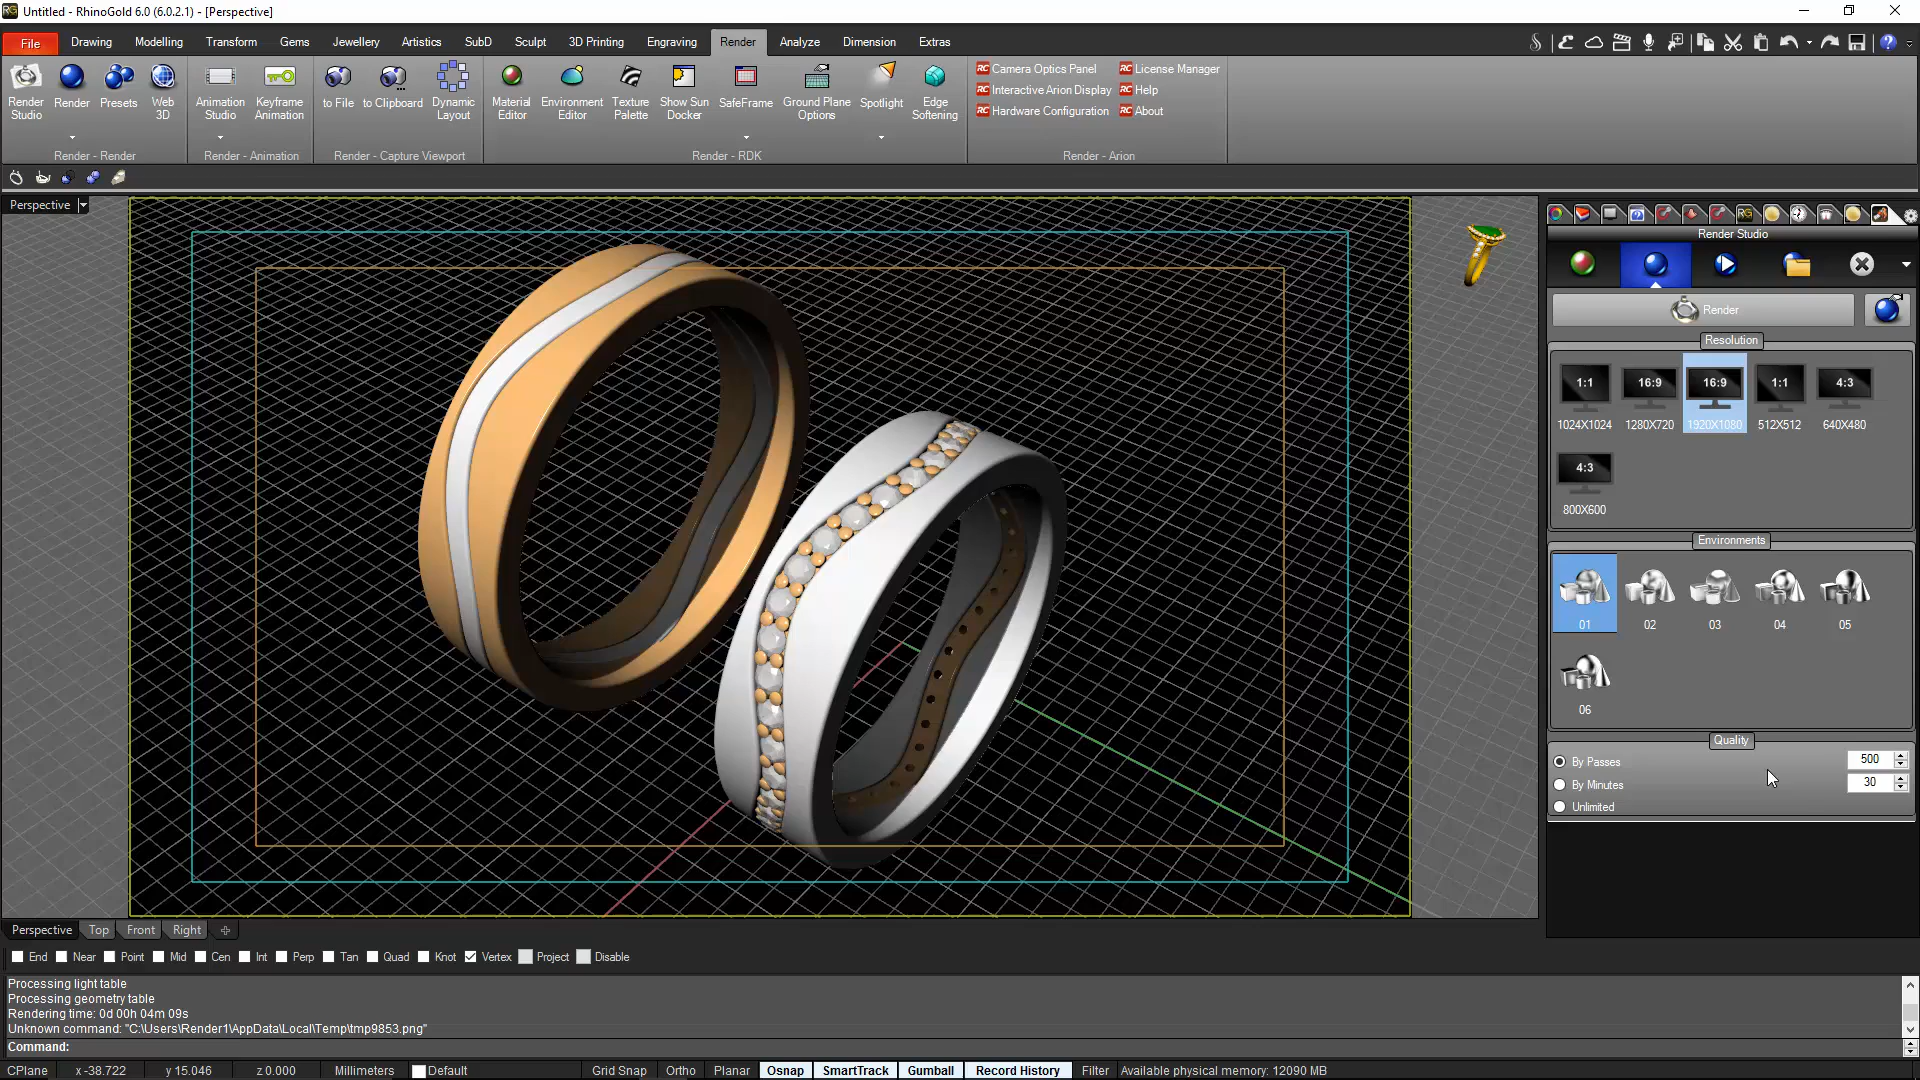 Untitled - RhinoGold 6.0 (6.0.2.1) - [Perspective]
File Drawing Modelling Transform Gems Jewellery Artistics SubD Sculpt 3D Printing Engraving Render Analyze Dimension Extras
Render Studio
Render
Presets
Web 3D
Animation Studio
Keyframe Animation
to File
to Clipboard
Dynamic Layout
Material Editor
Environment Editor
Texture Palette
Show Sun Docker
SafeFrame
Ground Plane Options
Spotlight
Edge Softening
RC Camera Optics Panel RC License Manager
RC Interactive Arion Display RC Help
RC Hardware Configuration RC About
Render - Render Render - Animation Render - Capture Viewport Render - RDK Render - Arion
Perspective
RG
Render Studio
Render
Resolution
1:1 16:9 16:9 1:1 4:3
1024X1024 1280X720 1920X1080 512X512 640X480
4:3
800X600
Environments
01 02 03 04 05
06
Quality
By Passes 500
By Minutes 30
Unlimited
Perspective Top Front Right
End Near Point Mid Cen Int Perp Tan Quad Knot Vertex Project Disable
Processing light table
Processing geometry table
Rendering time: 0d 00h 04m 09s
Unknown command: "C:\Users\Render1\AppData\Local\Temp\tmp9853.png"
Command:
CPlane x -38.722 y 15.046 z 0.000 Millimeters Default Grid Snap Ortho Planar Osnap SmartTrack Gumball Record History Filter Available physical memory: 12090 MB